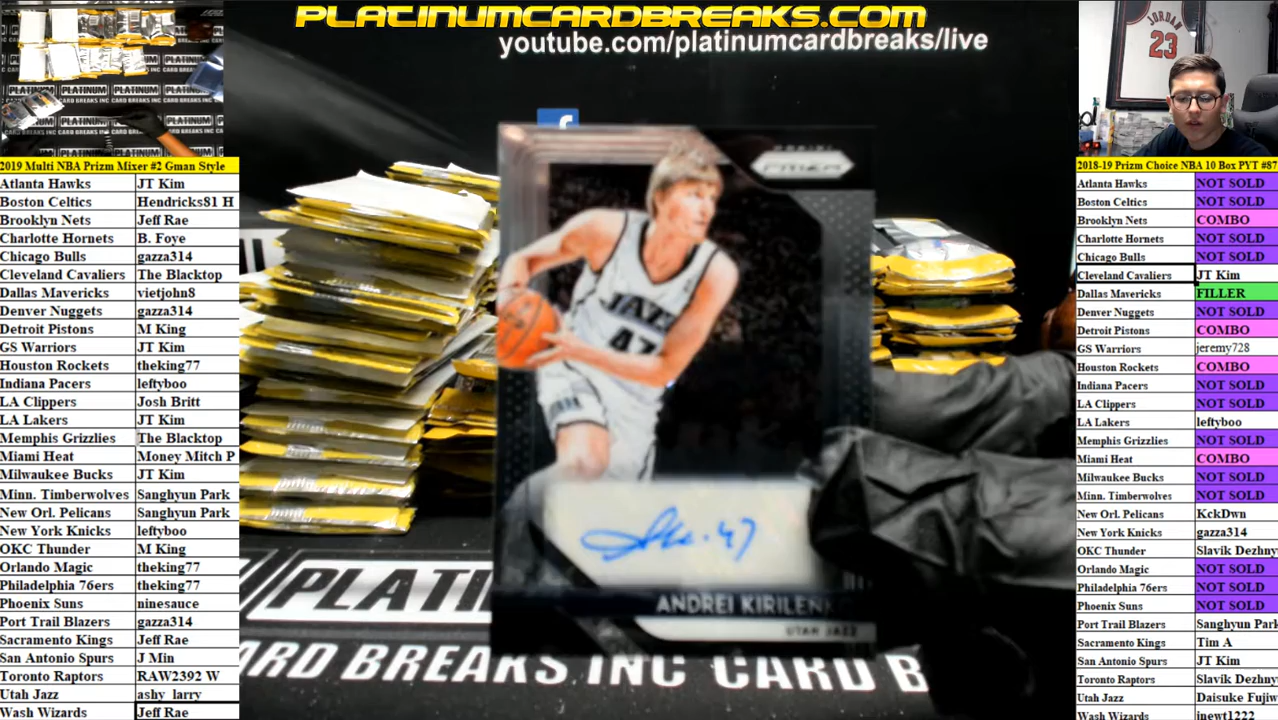 PLATINUMCARDBREAKS.COM
youtube.com/platinumcardbreaks/live
JORDAN
23
2019 Multi NBA Prizm Mixer #2 Gman Style
Atlanta Hawks JT Kim
Boston Celtics Hendricks81 H
Brooklyn Nets Jeff Rae
Charlotte Hornets B. Foye
Chicago Bulls gazza314
Cleveland Cavaliers The Blacktop
Dallas Mavericks vietjohn8
Denver Nuggets gazza314
Detroit Pistons M King
GS Warriors JT Kim
Houston Rockets theking77
Indiana Pacers leftyboo
LA Clippers Josh Britt
LA Lakers JT Kim
Memphis Grizzlies The Blacktop
Miami Heat Money Mitch P
Milwaukee Bucks JT Kim
Minn. Timberwolves Sanghyun Park
New Orl. Pelicans Sanghyun Park
New York Knicks leftyboo
OKC Thunder M King
Orlando Magic theking77
Philadelphia 76ers theking77
Phoenix Suns ninesauce
Port Trail Blazers gazza314
Sacramento Kings Jeff Rae
San Antonio Spurs J Min
Toronto Raptors RAW2392 W
Utah Jazz ashy_larry
Wash Wizards Jeff Rae
PLATINUM PLATINUM PLATINUM
CARD BREAKS INC CARD BREAKS INC
f
PANINI
PRIZM
JAZZ
47
ANDREI KIRILEN
UTAH JAZZ
PLATI
ARD BREAKS INC CARD B
2018-19 Prizm Choice NBA 10 Box PYT #87
Atlanta Hawks NOT SOLD
Boston Celtics NOT SOLD
Brooklyn Nets COMBO
Charlotte Hornets NOT SOLD
Chicago Bulls NOT SOLD
Cleveland Cavaliers JT Kim
Dallas Mavericks FILLER
Denver Nuggets NOT SOLD
Detroit Pistons COMBO
GS Warriors jeremy728
Houston Rockets COMBO
Indiana Pacers NOT SOLD
LA Clippers NOT SOLD
LA Lakers leftyboo
Memphis Grizzlies NOT SOLD
Miami Heat COMBO
Milwaukee Bucks NOT SOLD
Minn. Timberwolves NOT SOLD
New Orl. Pelicans KckDwn
New York Knicks gazza314
OKC Thunder Slavik Dezhny
Orlando Magic NOT SOLD
Philadelphia 76ers NOT SOLD
Phoenix Suns NOT SOLD
Port Trail Blazers Sanghyun Park
Sacramento Kings Tim A
San Antonio Spurs JT Kim
Toronto Raptors Slavik Dezhny
Utah Jazz Daisuke Fujiw
Wash Wizards jnewt1222